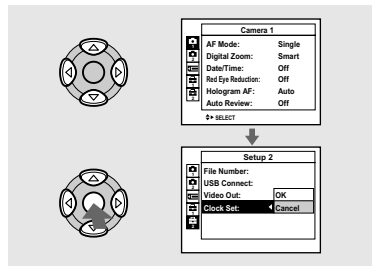 Camera 1
AF Mode: Single
Digital Zoom: Smart
Date/Time: Off
Red Eye Reduction: Off
Hologram AF: Auto
Auto Review: Off
SELECT
Setup 2
File Number:
USB Connect:
Video Out: OK
Clock Set: Cancel